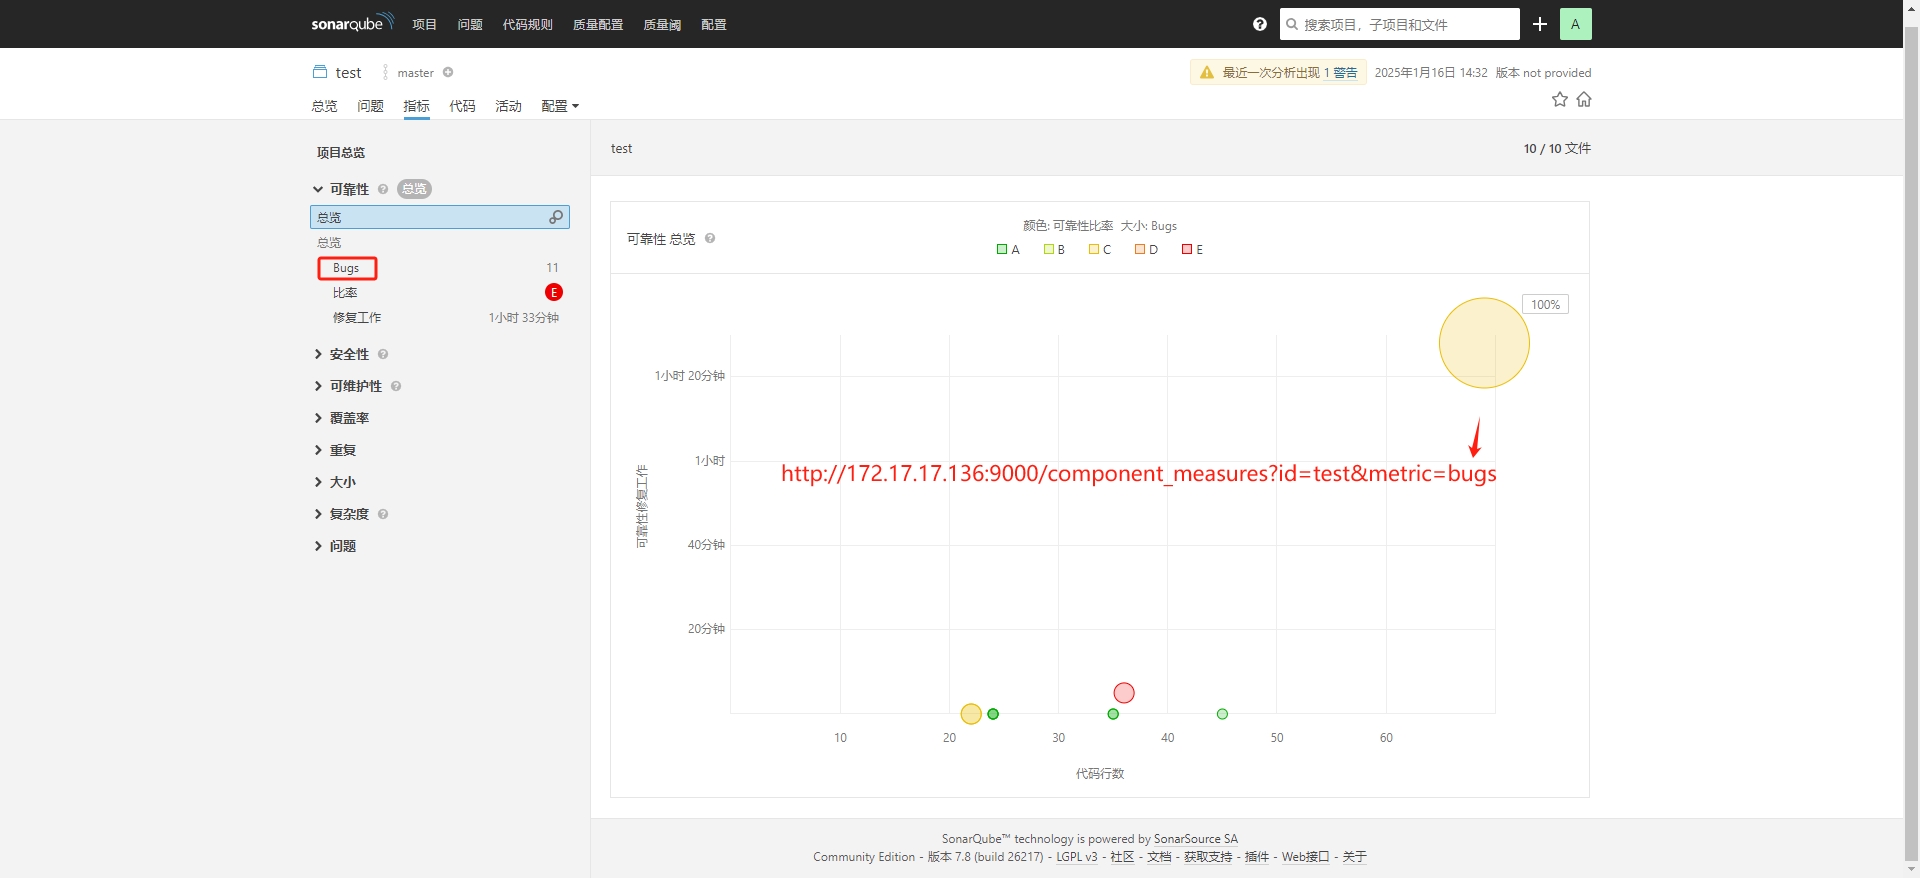 sonarqube 项目 问题 代码规则 质量配置 质量阈 配置 搜索项目，子项目和文件 A
test master 最近一次分析出现 1 警告 2025年1月16日 14:32 版本 not provided
总览 问题 指标 代码 活动 配置
项目总览
可靠性 总览
总览
总览
Bugs 11
比率 E
修复工作 1小时 33分钟
安全性
可维护性
覆盖率
重复
大小
复杂度
问题
test 10 / 10 文件
可靠性 总览
颜色: 可靠性比率 大小: Bugs
A B C D E
100%
1小时 20分钟
1小时
40分钟
20分钟
可靠性修复工作
http://172.17.17.136:9000/component_measures?id=test&metric=bugs
10 20 30 40 50 60
代码行数
SonarQube™ technology is powered by SonarSource SA
Community Edition - 版本 7.8 (build 26217) - LGPL v3 - 社区 - 文档 - 获取支持 - 插件 - Web接口 - 关于